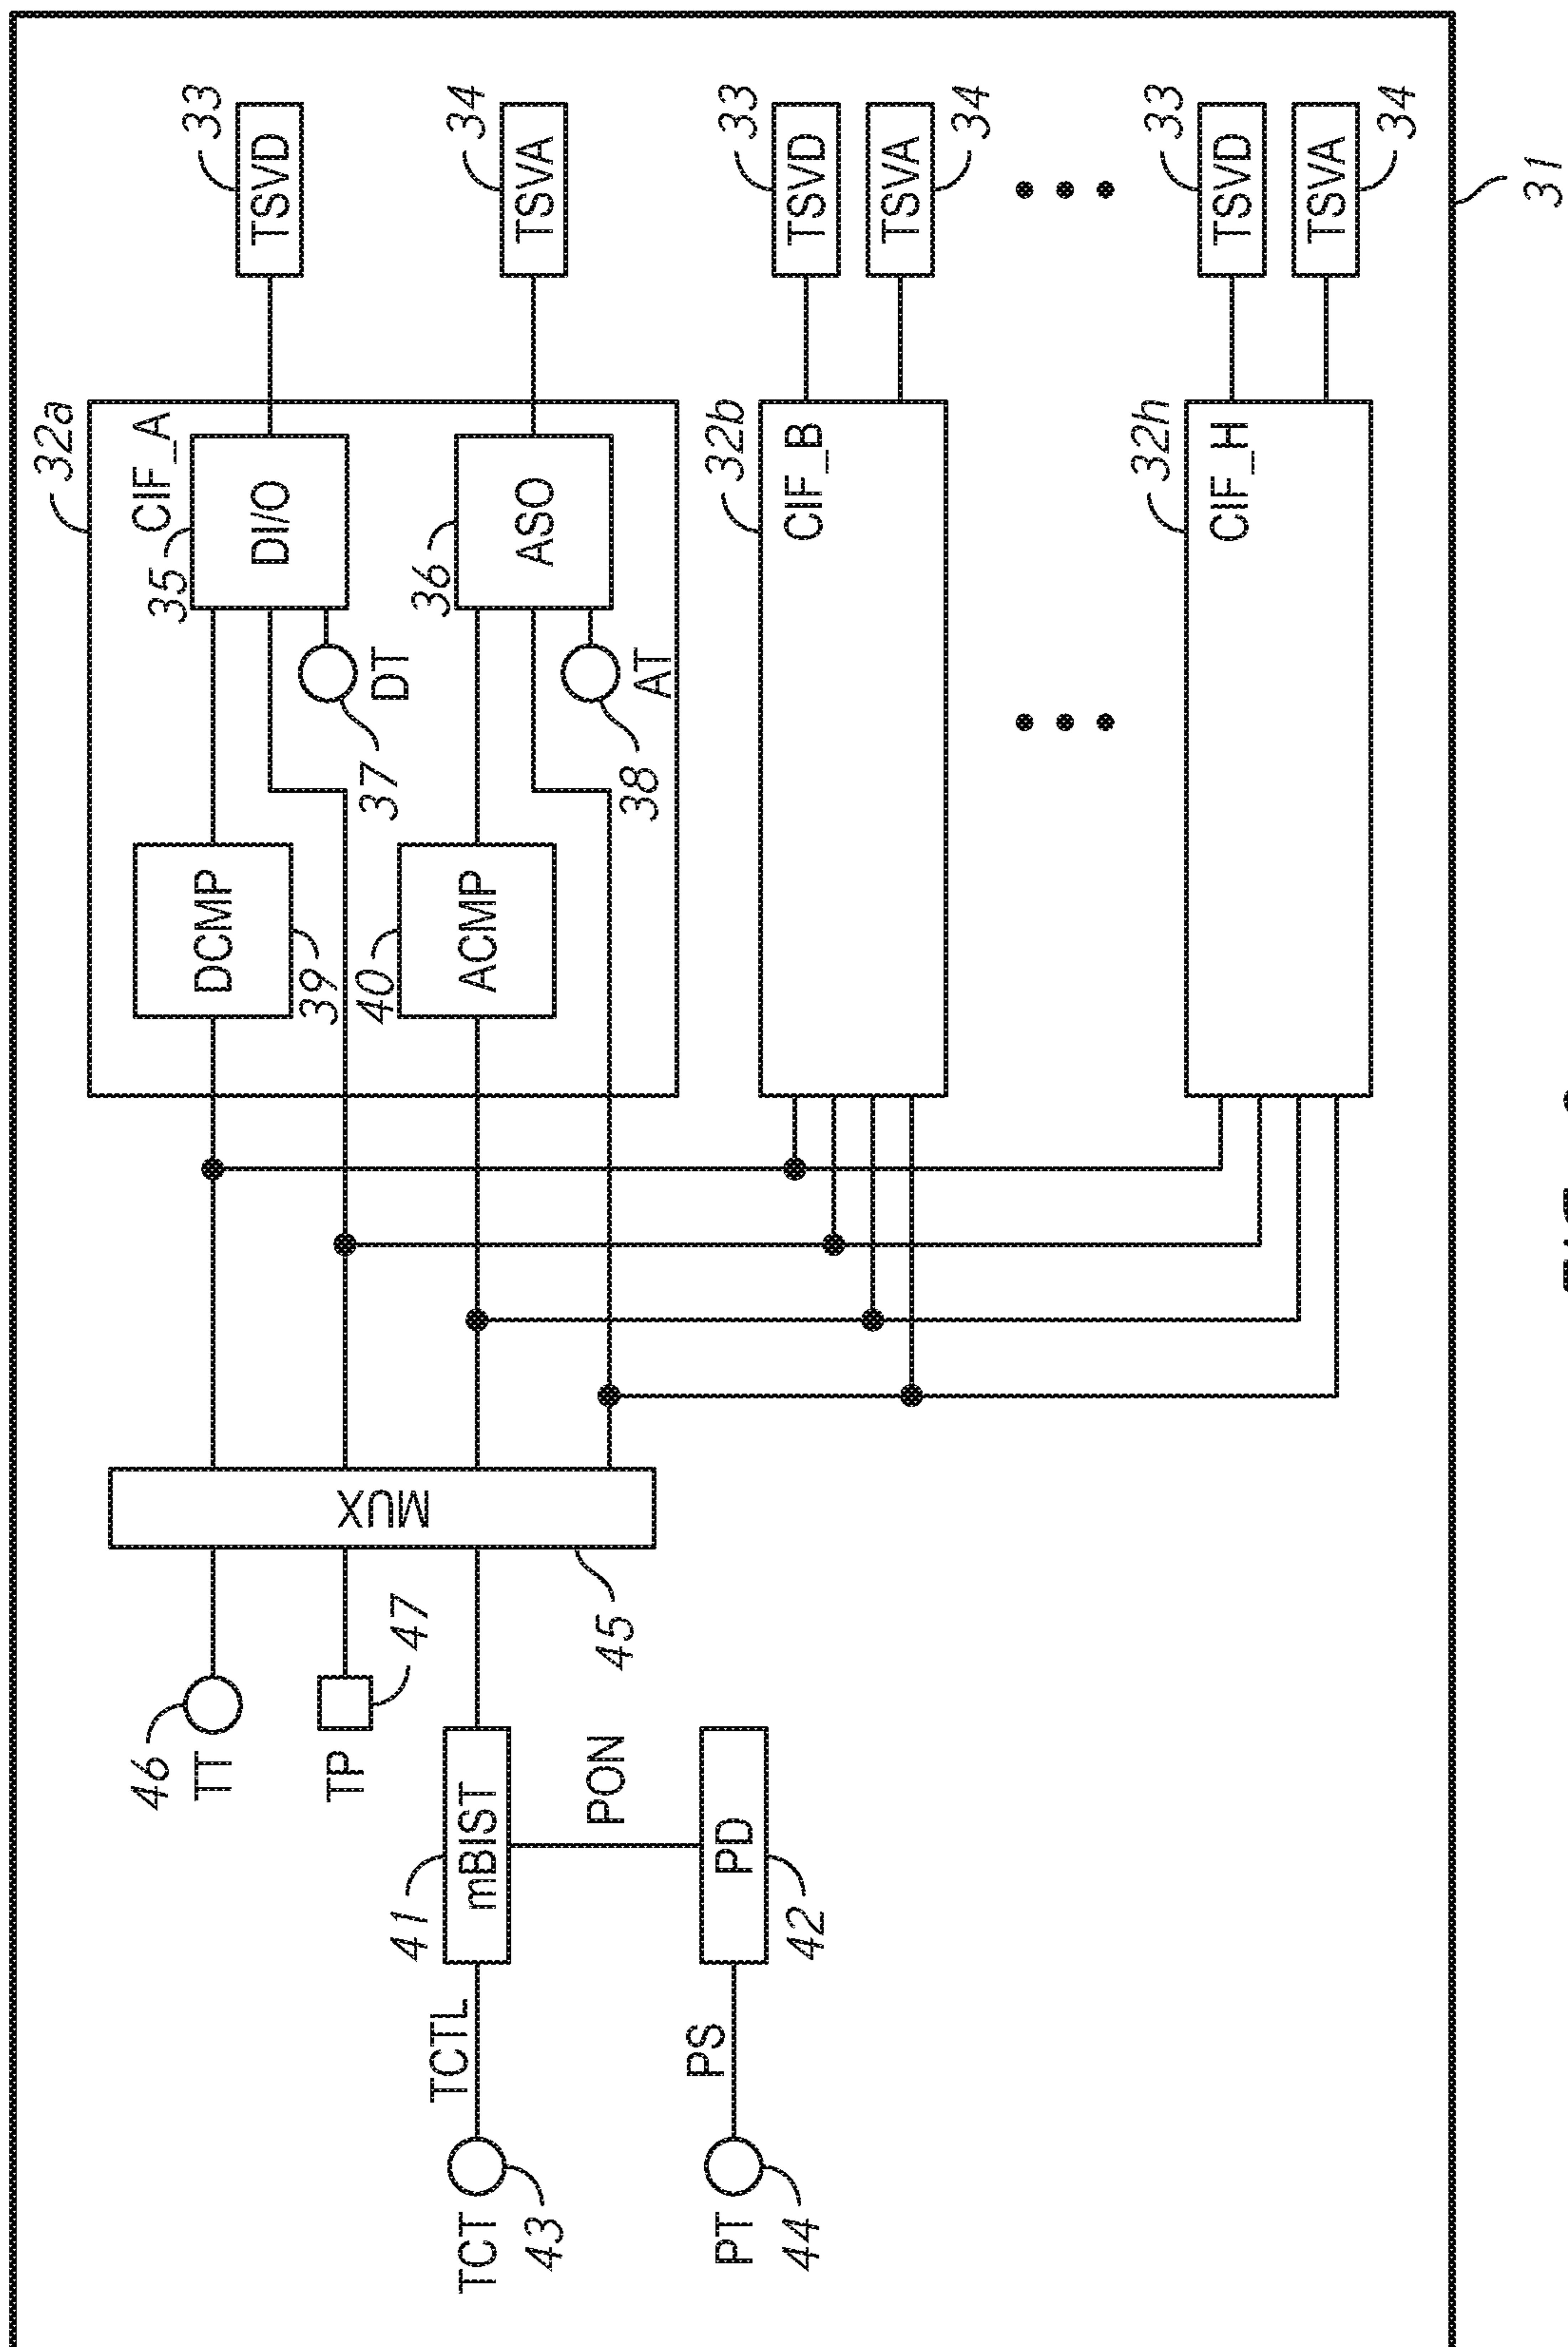 TCT
43
TCTL
41
mBIST
PON
PT
44
PS
PD
42
46
TT
TP
47
MUX
45
32a
CIF_A
DCMP
39
35
DI/O
37
DT
40
ACMP
36
ASO
38
AT
33
TSVD
34
TSVA
32b
CIF_B
33
TSVD
TSVA
34
32h
CIF_H
33
TSVD
TSVA
34
31